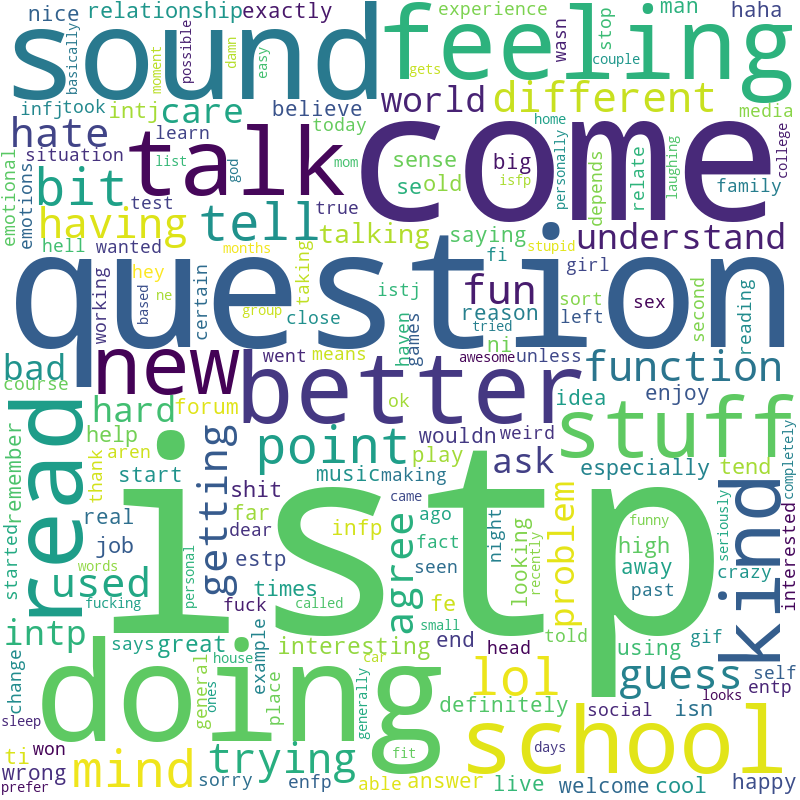 nice
relationship
exactly
sound
feeling
experience
man
haha
basically
moment
possible
damn
easy
gets
wasn
stop
couple
infj
took
intj
care
believe
world
different
media
hate
learn
today
home
college
situation
list
god
mom
talk
come
sense
big
personally
depends
relate
laughing
emotional
emotions
bit
test
true
se
old
isfp
family
having
tell
talking
saying
understand
hell
wanted
months
fi
stupid
girl
question
working
hey
based
ne
certain
group
taking
istj
close
haven
games
fun
reason
tried
sort
left
sex
second
reading
new
went
means
ni
awesome
unless
function
bad
course
better
ok
idea
enjoy
read
hard
forum
help
aren
thank
point
play
wouldn
weird
ask
stuff
started
remember
start
getting
music
making
especially
tend
completely
real
shit
far
dear
ago
came
night
looking
recently
problem
funny
high
kind
seriously
interested
job
words
estp
infp
fact
seen
agree
away
crazy
past
used
fucking
personal
times
fuck
called
small
istp
intp
says
great
example
interesting
end
head
told
using
gif
change
general
ones
house
place
car
generally
lol
definitely
guess
self
entp
looks
sleep
doing
fit
school
social
isn
ti
won
mind
trying
days
wrong
prefer
sorry
enfp
able
answer
live
welcome
cool
happy